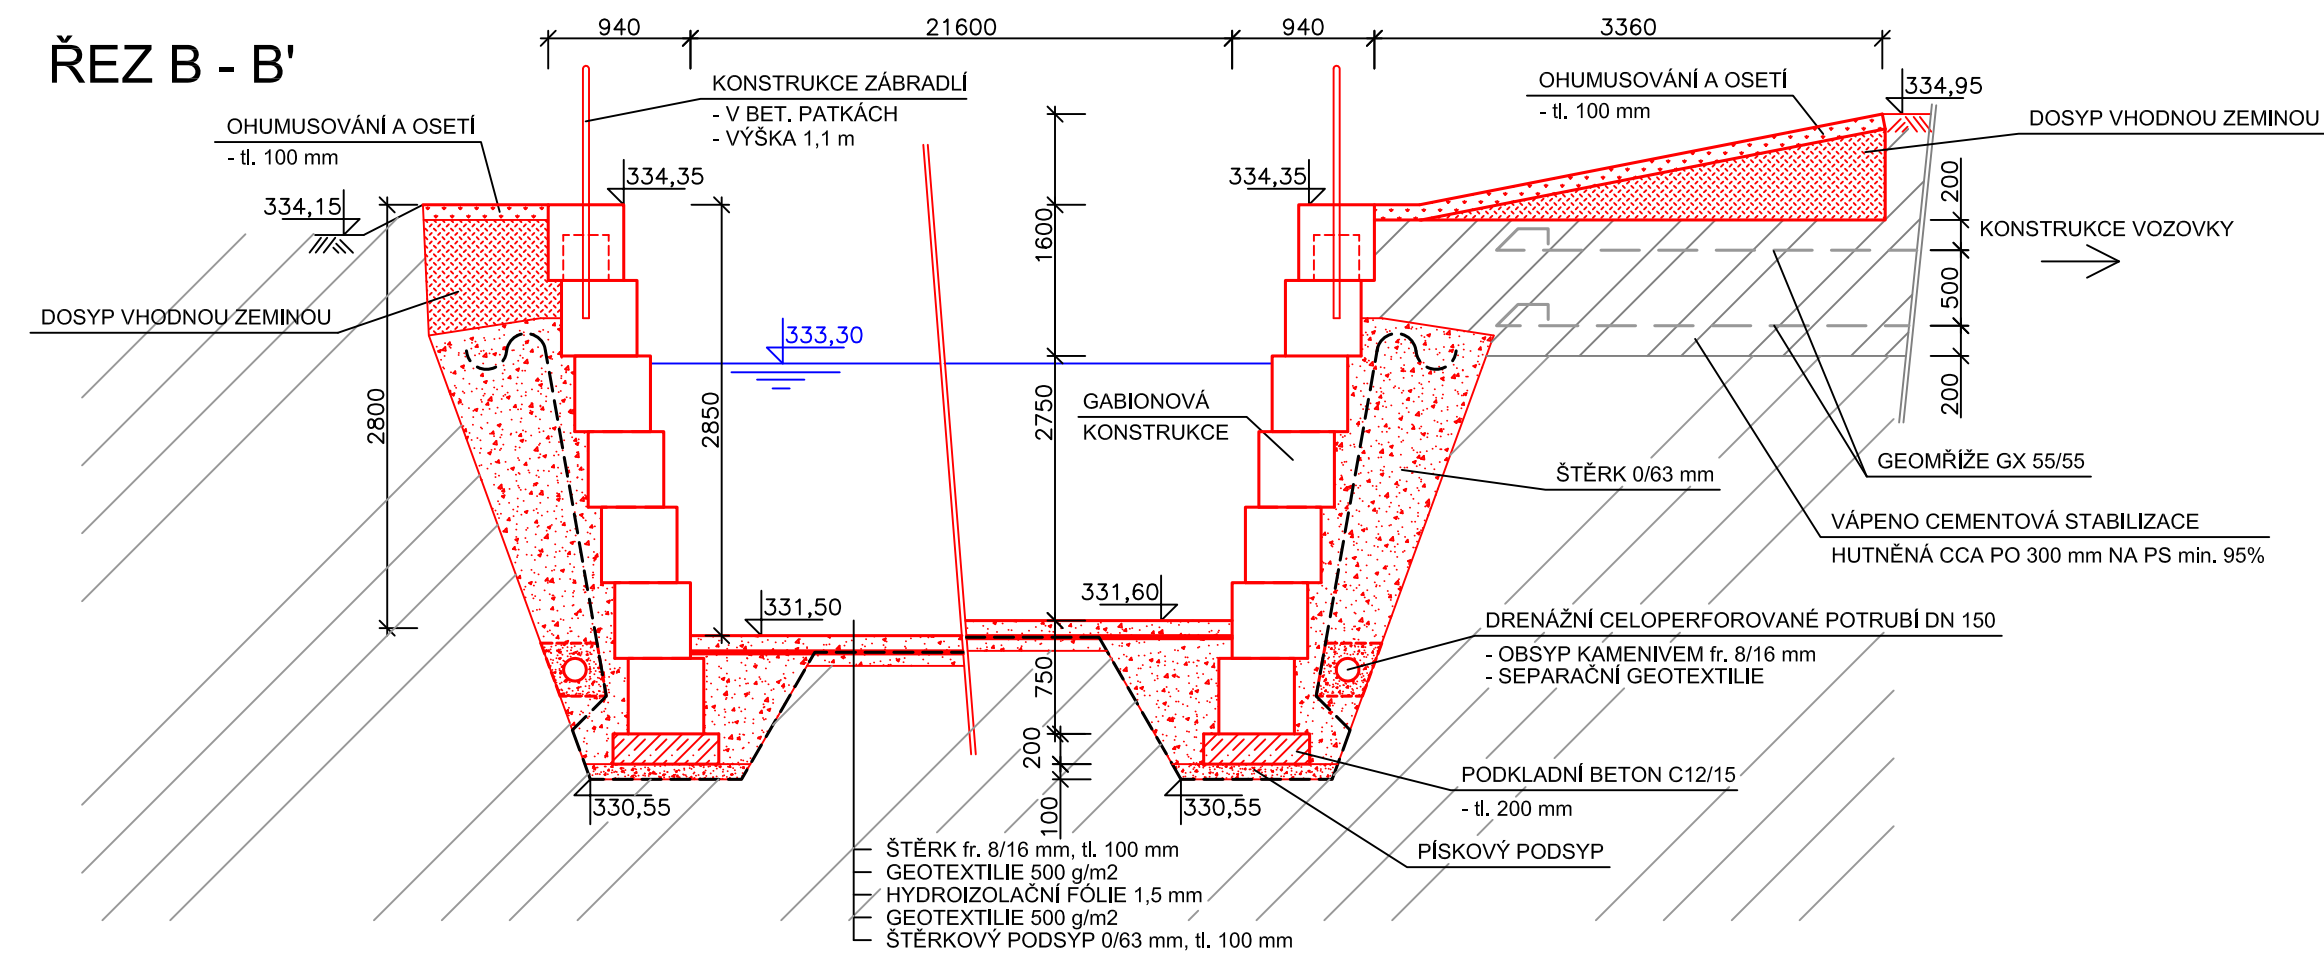 ŘEZ B - B'
940
21600
940
3360
KONSTRUKCE ZÁBRADLÍ
- V BET. PATKÁCH
- VÝŠKA 1,1 m
OHUMUSOVÁNÍ A OSETÍ
- tl. 100 mm
OHUMUSOVÁNÍ A OSETÍ
- tl. 100 mm
334,95
DOSYP VHODNOU ZEMINOU
334,15
334,35
334,35
200
1600
KONSTRUKCE VOZOVKY
500
DOSYP VHODNOU ZEMINOU
333,30
200
2800
2850
2750
GABIONOVÁ
KONSTRUKCE
GEOMŘÍŽE GX 55/55
ŠTĚRK 0/63 mm
VÁPENO CEMENTOVÁ STABILIZACE
HUTNĚNÁ CCA PO 300 mm NA PS min. 95%
331,50
331,60
DRENÁŽNÍ CELOPERFOROVANÉ POTRUBÍ DN 150
- OBSYP KAMENIVEM fr. 8/16 mm
- SEPARAČNÍ GEOTEXTILIE
750
200
PODKLADNÍ BETON C12/15
- tl. 200 mm
330,55
100
330,55
PÍSKOVÝ PODSYP
ŠTĚRK fr. 8/16 mm, tl. 100 mm
GEOTEXTILIE 500 g/m2
HYDROIZOLAČNÍ FÓLIE 1,5 mm
GEOTEXTILIE 500 g/m2
ŠTĚRKOVÝ PODSYP 0/63 mm, tl. 100 mm